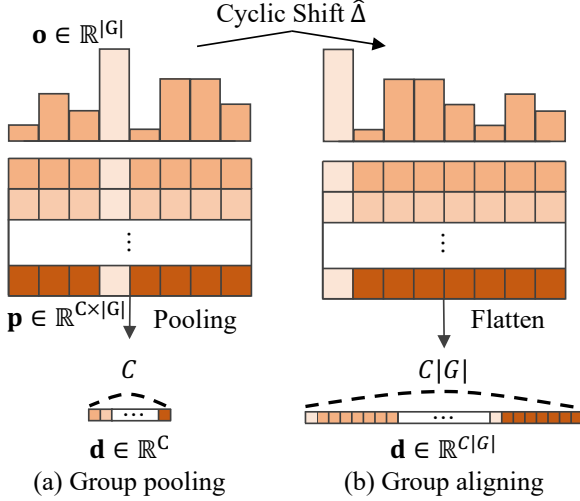 Cyclic Shift Δ̂
𝐨 ∈ ℝ^|G|
⋮
⋮
𝐩 ∈ ℝ^C×|G|
Pooling
Flatten
C
C|G|
⋯
⋯
𝐝 ∈ ℝ^C
𝐝 ∈ ℝ^C|G|
(a) Group pooling
(b) Group aligning